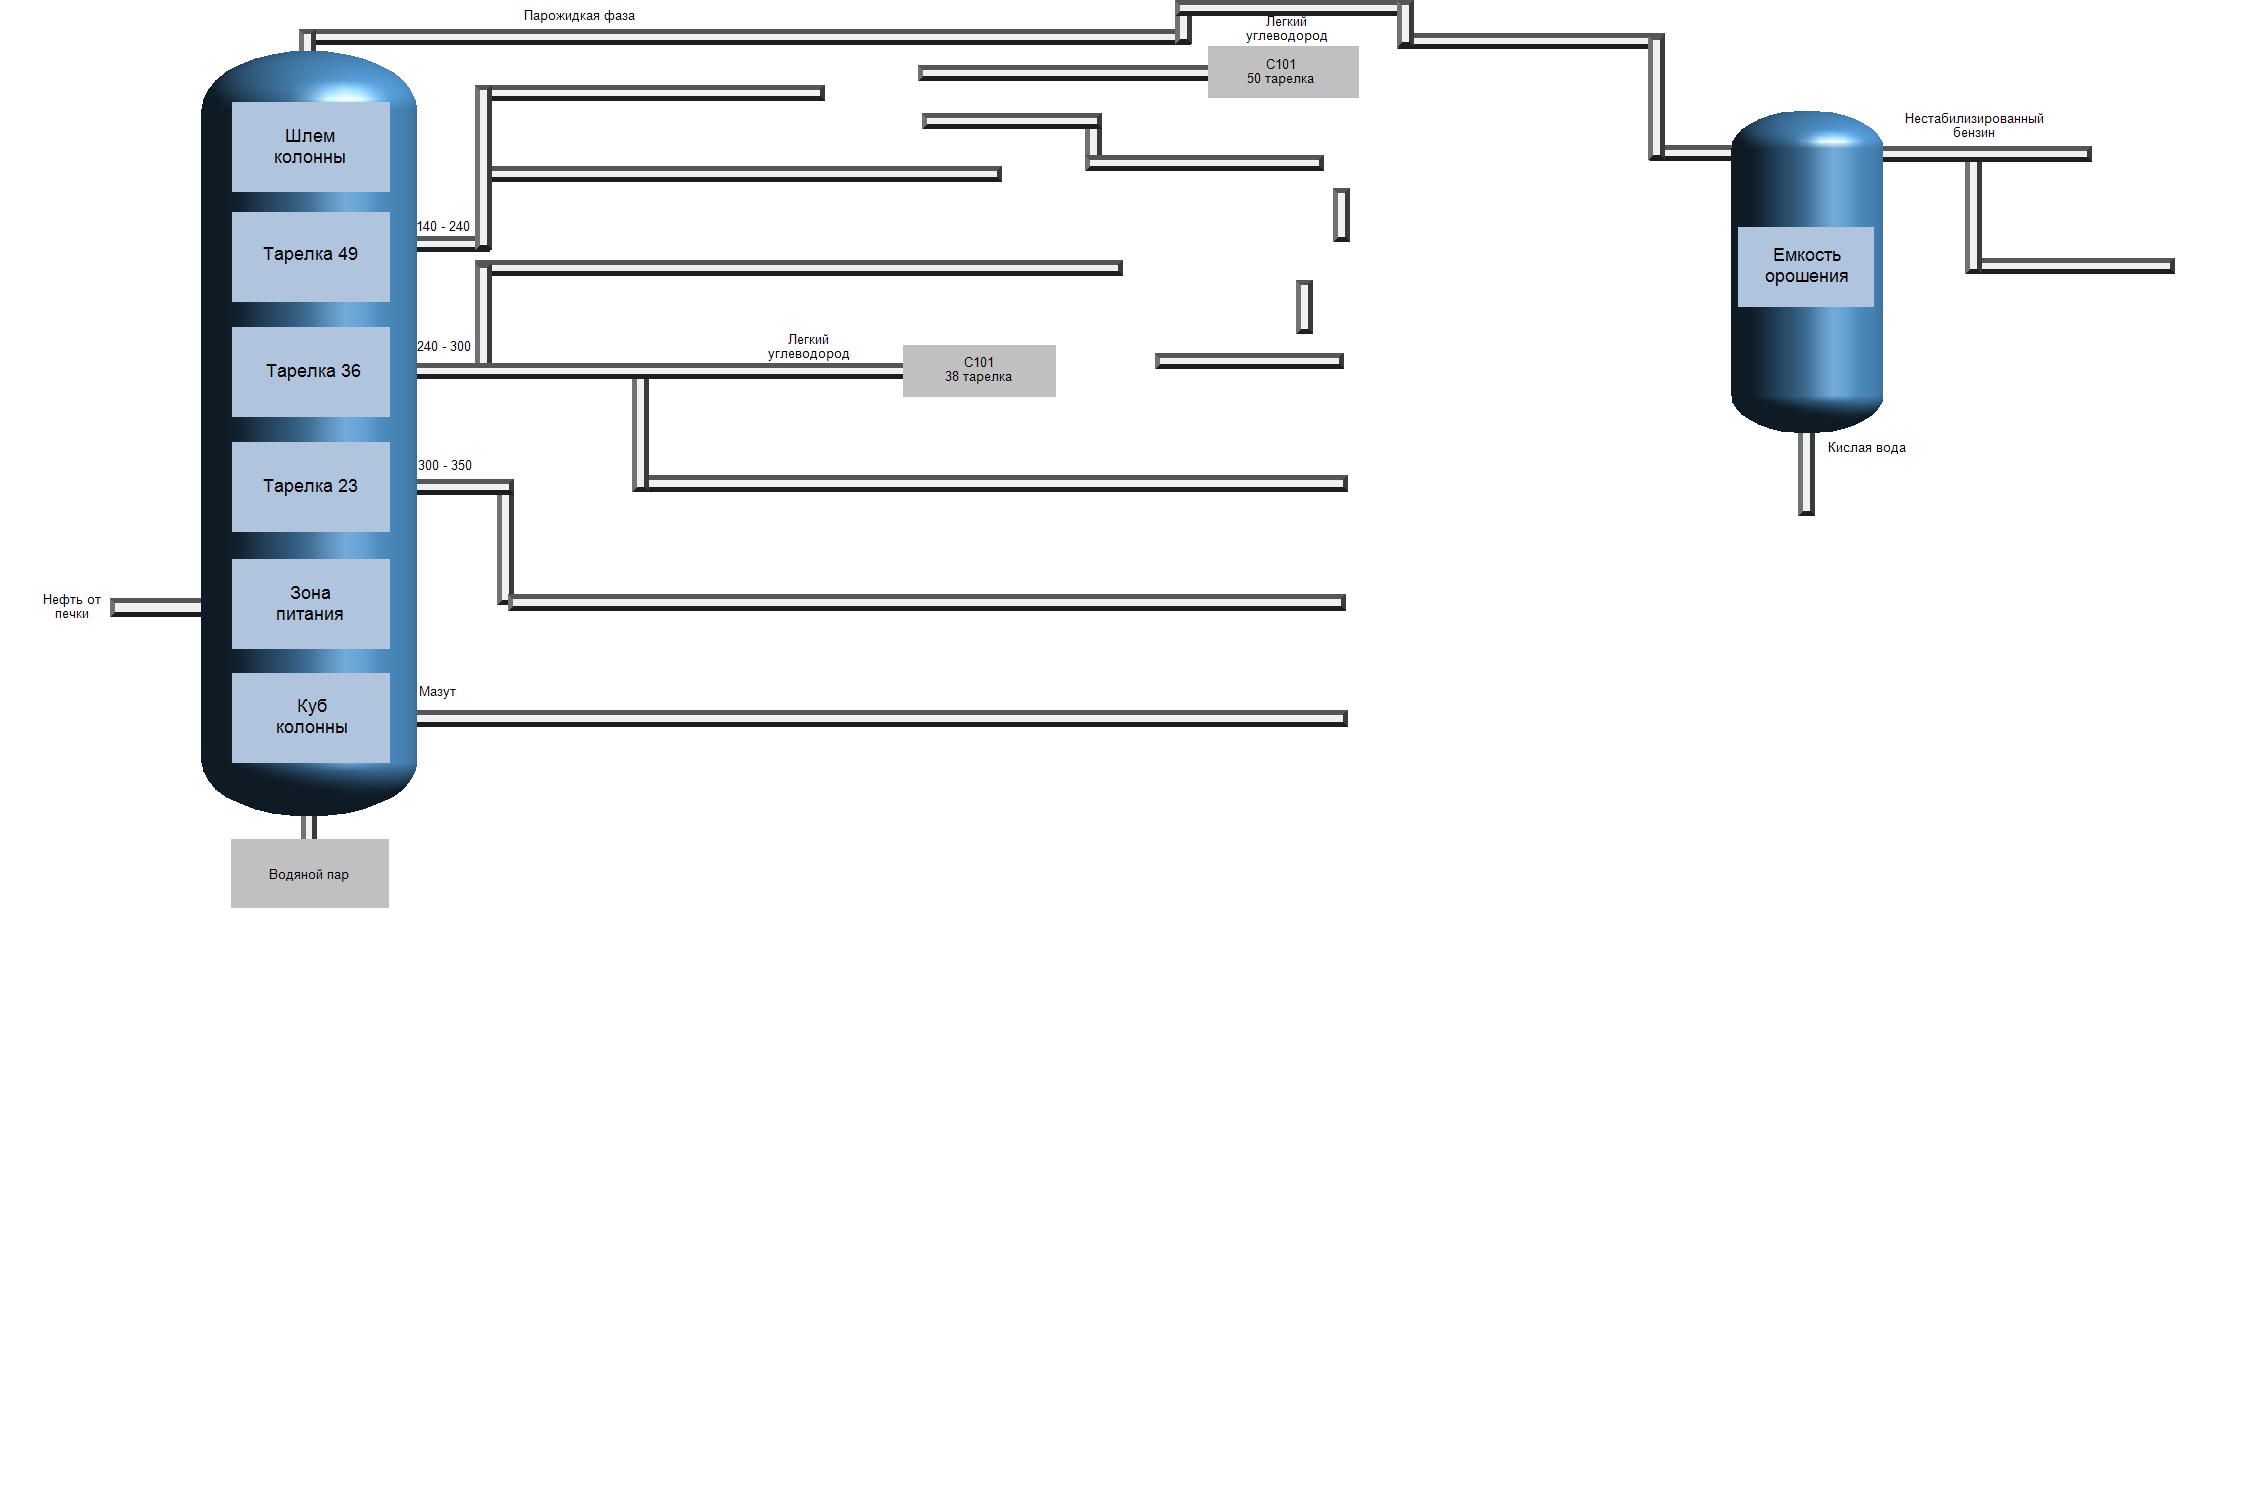 Парожидкая фаза
Легкий
углеводород
С101
50 тарелка
Шлем
колонны
Нестабилизированный
бензин
140 - 240
Тарелка 49
Емкость
орошения
240 - 300
Легкий
углеводород
С101
38 тарелка
Тарелка 36
Кислая вода
300 - 350
Тарелка 23
Нефть от
печки
Зона
питания
Мазут
Куб
колонны
Водяной пар